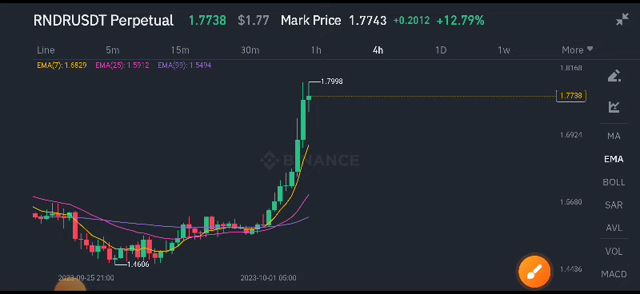 RNDRUSDT Perpetual 1.7738 $1.77 Mark Price 1.7743 +0.2012 +12.79%
Line 5m 15m 30m 1h 4h 1D 1w More
EMA(7): 1.6829 EMA(25): 1.5912 EMA(99): 1.5494
1.8168
1.7998
1.7738
1.6924
MA
BINANCE
EMA
BOLL
1.5680
SAR
AVL
VOL
1.4606
1.4436
MACD
2023-09-25 21:00 2023-10-01 05:00